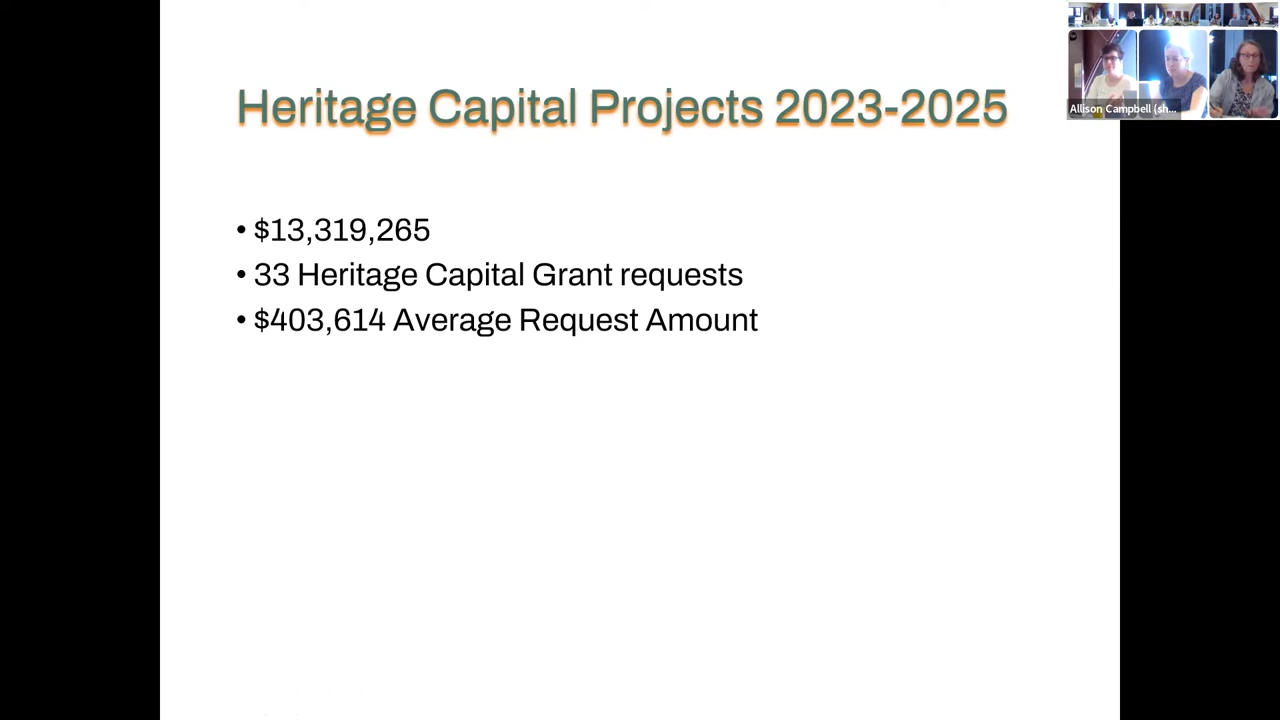 Heritage Capital Projects 2023-2025
• $13,319,265
• 33 Heritage Capital Grant requests
• $403,614 Average Request Amount
Allison Campbell (sh...